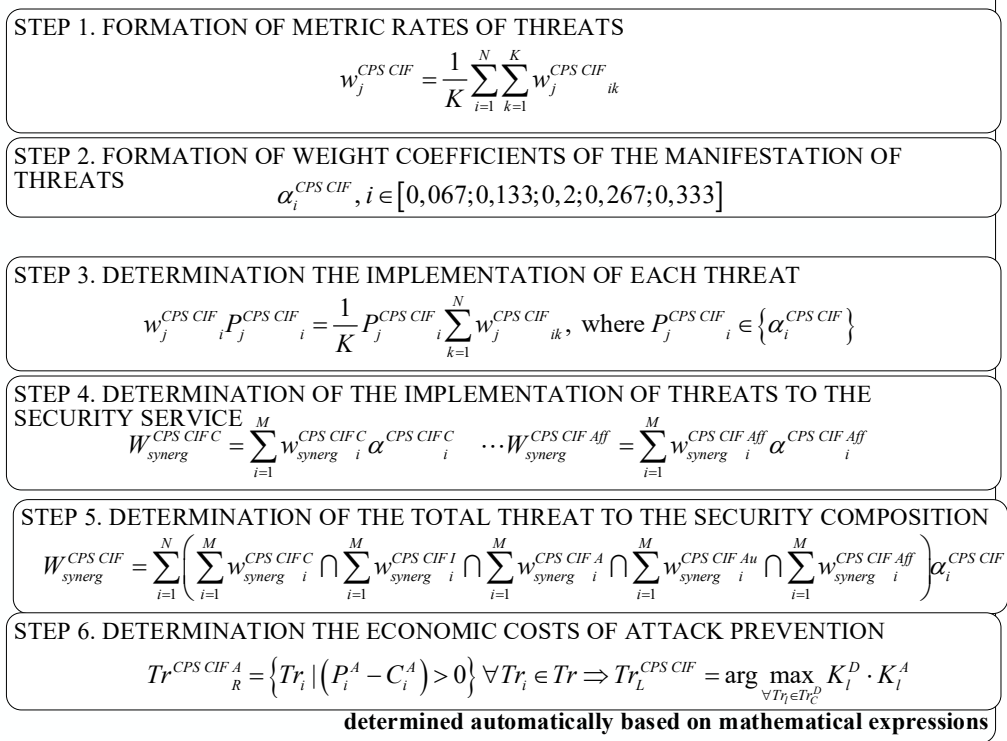 STEP 1. FORMATION OF METRIC RATES OF THREATS
$w_j^{CPS\ CIF} = \frac{1}{K} \sum_{i=1}^{N} \sum_{k=1}^{K} w_j^{CPS\ CIF}{}_{ik}$
STEP 2. FORMATION OF WEIGHT COEFFICIENTS OF THE MANIFESTATION OF
THREATS
$\alpha_i^{CPS\ CIF}, i \in [0,067;0,133;0,2;0,267;0,333]$
STEP 3. DETERMINATION THE IMPLEMENTATION OF EACH THREAT
$w_j^{CPS\ CIF}{}_i P_j^{CPS\ CIF}{}_i = \frac{1}{K} P_j^{CPS\ CIF}{}_i \sum_{k=1}^{N} w_j^{CPS\ CIF}{}_{ik}$, where $P_j^{CPS\ CIF}{}_i \in \{\alpha_i^{CPS\ CIF}\}$
STEP 4. DETERMINATION OF THE IMPLEMENTATION OF THREATS TO THE
SECURITY SERVICE
$W_{synerg}^{CPS\ CIF\ C} = \sum_{i=1}^{M} w_{synerg}^{CPS\ CIF\ C}{}_i \alpha^{CPS\ CIF\ C}{}_i \quad \cdots W_{synerg}^{CPS\ CIF\ Aff} = \sum_{i=1}^{M} w_{synerg}^{CPS\ CIF\ Aff}{}_i \alpha^{CPS\ CIF\ Aff}{}_i$
STEP 5. DETERMINATION OF THE TOTAL THREAT TO THE SECURITY COMPOSITION
$W_{synerg}^{CPS\ CIF} = \sum_{i=1}^{N} \left( \sum_{i=1}^{M} w_{synerg}^{CPS\ CIF\ C}{}_i \cap \sum_{i=1}^{M} w_{synerg}^{CPS\ CIF\ I}{}_i \cap \sum_{i=1}^{M} w_{synerg}^{CPS\ CIF\ A}{}_i \cap \sum_{i=1}^{M} w_{synerg}^{CPS\ CIF\ Au}{}_i \cap \sum_{i=1}^{M} w_{synerg}^{CPS\ CIF\ Aff}{}_i \right) \alpha_i^{CPS\ CIF}$
STEP 6. DETERMINATION THE ECONOMIC COSTS OF ATTACK PREVENTION
$Tr^{CPS\ CIF\ A}{}_R = \{Tr_i | (P_i^A - C_i^A) > 0\} \forall Tr_i \in Tr \Rightarrow Tr_L^{CPS\ CIF} = \arg \max_{\forall Tr_l \in Tr_C^D} K_l^D \cdot K_l^A$
determined automatically based on mathematical expressions